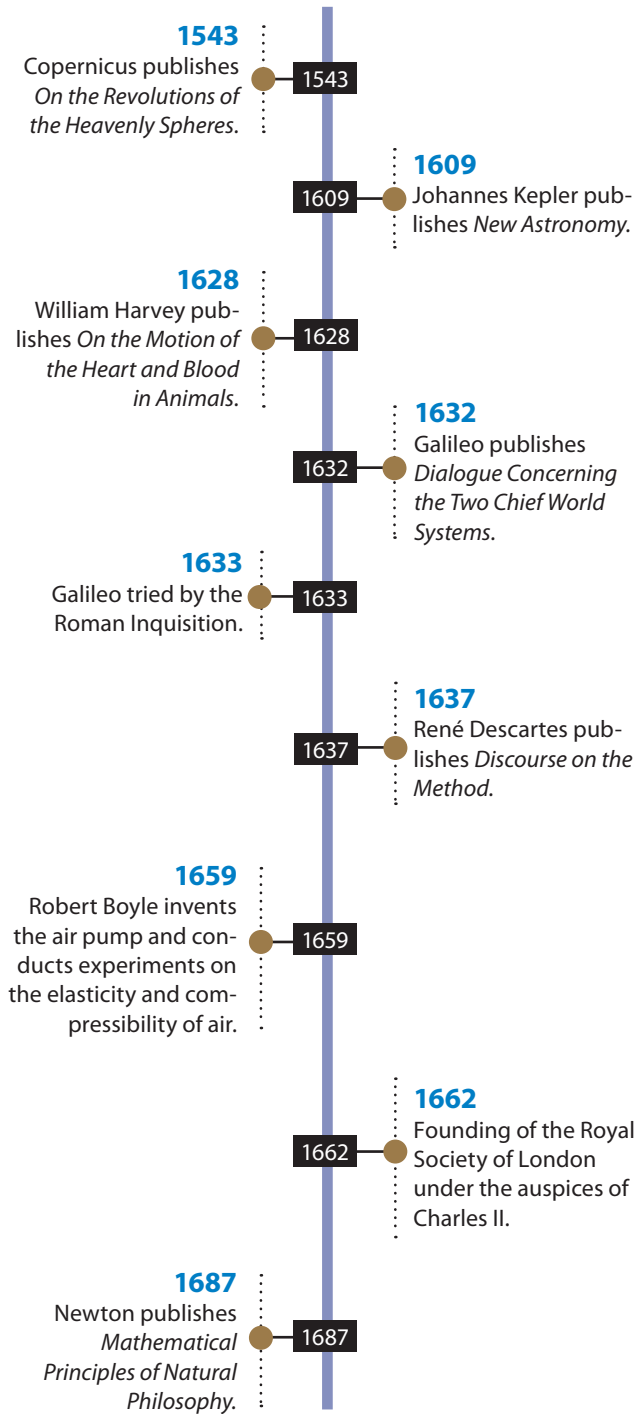 1543
Copernicus publishes
On the Revolutions of
the Heavenly Spheres.
1543
1609
1609
Johannes Kepler pub-
lishes New Astronomy.
1628
William Harvey pub-
lishes On the Motion of
the Heart and Blood
in Animals.
1628
1632
1632
Galileo publishes
Dialogue Concerning
the Two Chief World
Systems.
1633
Galileo tried by the
Roman Inquisition.
1633
1637
1637
René Descartes pub-
lishes Discourse on the
Method.
1659
Robert Boyle invents
the air pump and con-
ducts experiments on
the elasticity and com-
pressibility of air.
1659
1662
1662
Founding of the Royal
Society of London
under the auspices of
Charles II.
1687
Newton publishes
Mathematical
Principles of Natural
Philosophy.
1687